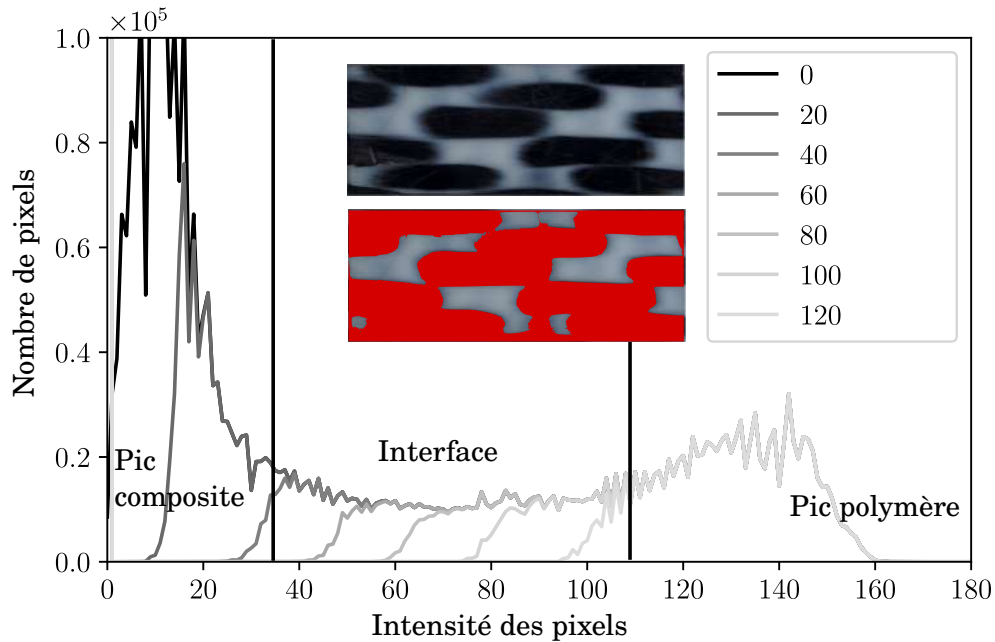 ×10⁵
1.0
0.8
0.6
0.4
0.2
0.0
Nombre de pixels
0
20
40
60
80
100
120
Pic
composite
Interface
Pic polymère
0 20 40 60 80 100 120 140 160 180
Intensité des pixels